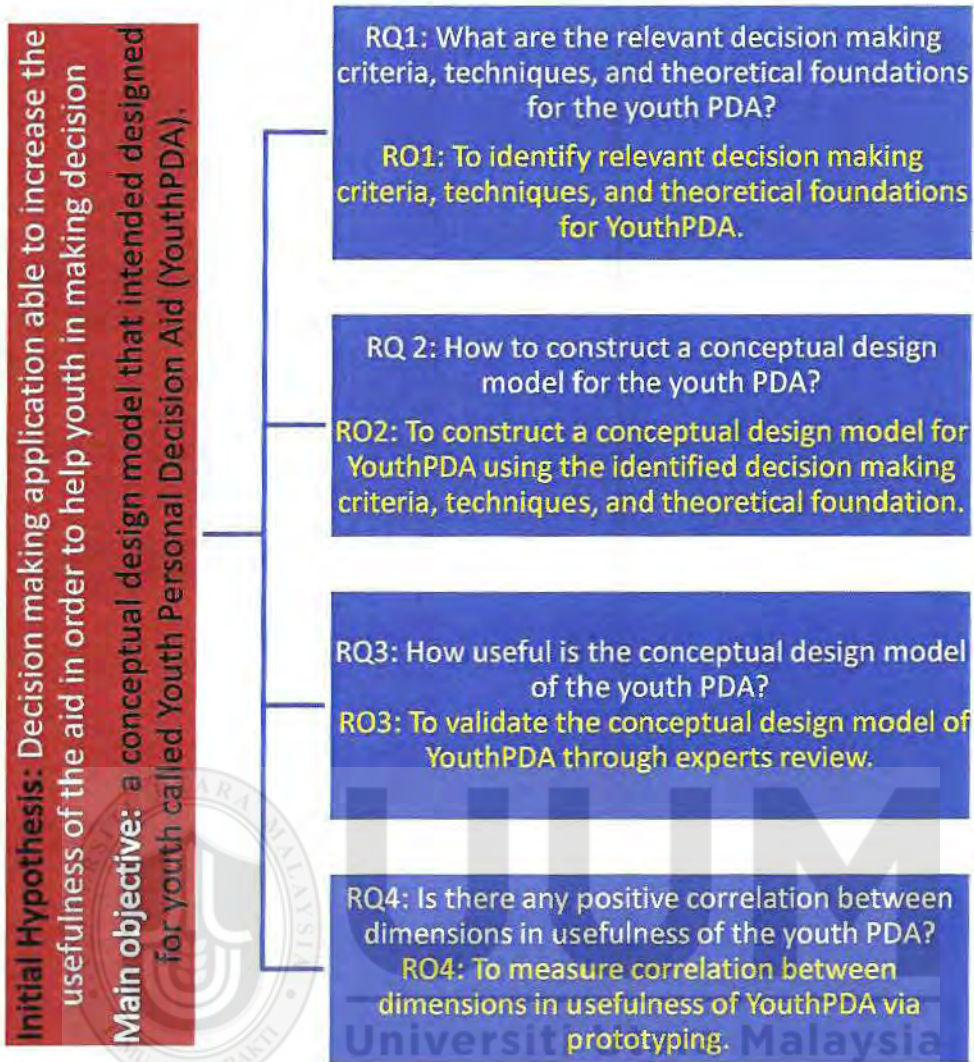 Initial Hypothesis: Decision making application able to increase the
usefulness of the aid in order to help youth in making decision
Main objective: a conceptual design model that intended designed
for youth called Youth Personal Decision Aid (YouthPDA).
RQ1: What are the relevant decision making
criteria, techniques, and theoretical foundations
for the youth PDA?
RO1: To identify relevant decision making
criteria, techniques, and theoretical foundations
for YouthPDA.
RQ 2: How to construct a conceptual design
model for the youth PDA?
RO2: To construct a conceptual design model for
YouthPDA using the identified decision making
criteria, techniques, and theoretical foundation.
RQ3: How useful is the conceptual design model
of the youth PDA?
RO3: To validate the conceptual design model of
YouthPDA through experts review.
RQ4: Is there any positive correlation between
dimensions in usefulness of the youth PDA?
RO4: To measure correlation between
dimensions in usefulness of YouthPDA via
prototyping.
UUM
Malaysia